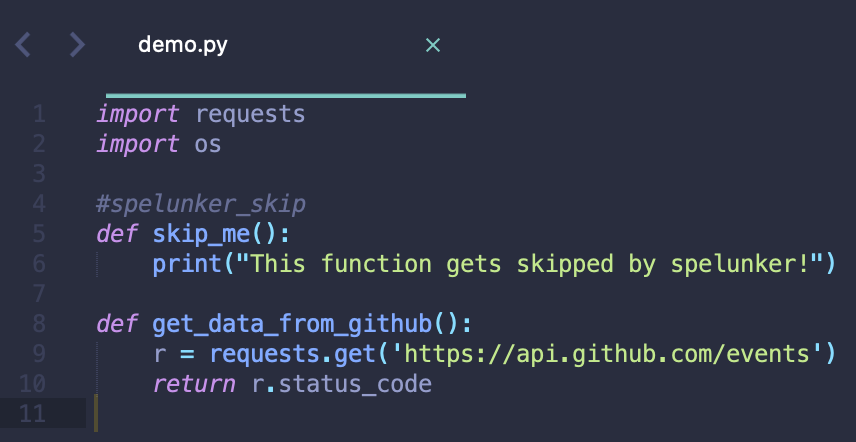 demo.py
1 import requests
2 import os
3
4 #spelunker_skip
5 def skip_me():
6     print("This function gets skipped by spelunker!")
7
8 def get_data_from_github():
9     r = requests.get('https://api.github.com/events')
10     return r.status_code
11